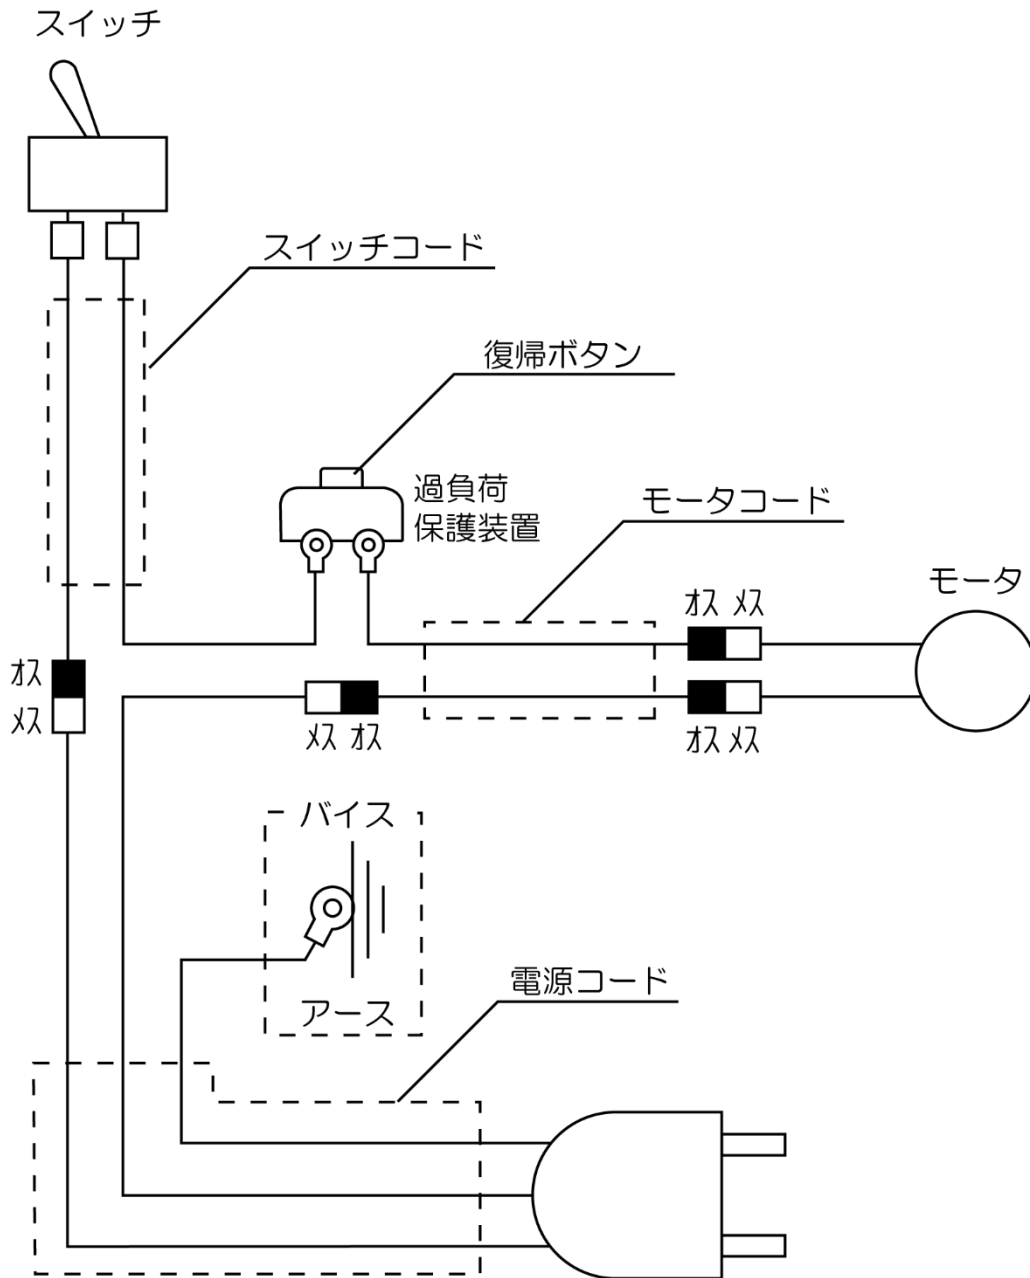 スイッチ
スイッチコード
復帰ボタン
過負荷
保護装置
モータコード
モータ
ｵｽ ﾒｽ
ｵｽ
ﾒｽ
ﾒｽ ｵｽ
ｵｽ ﾒｽ
バイス
アース
電源コード